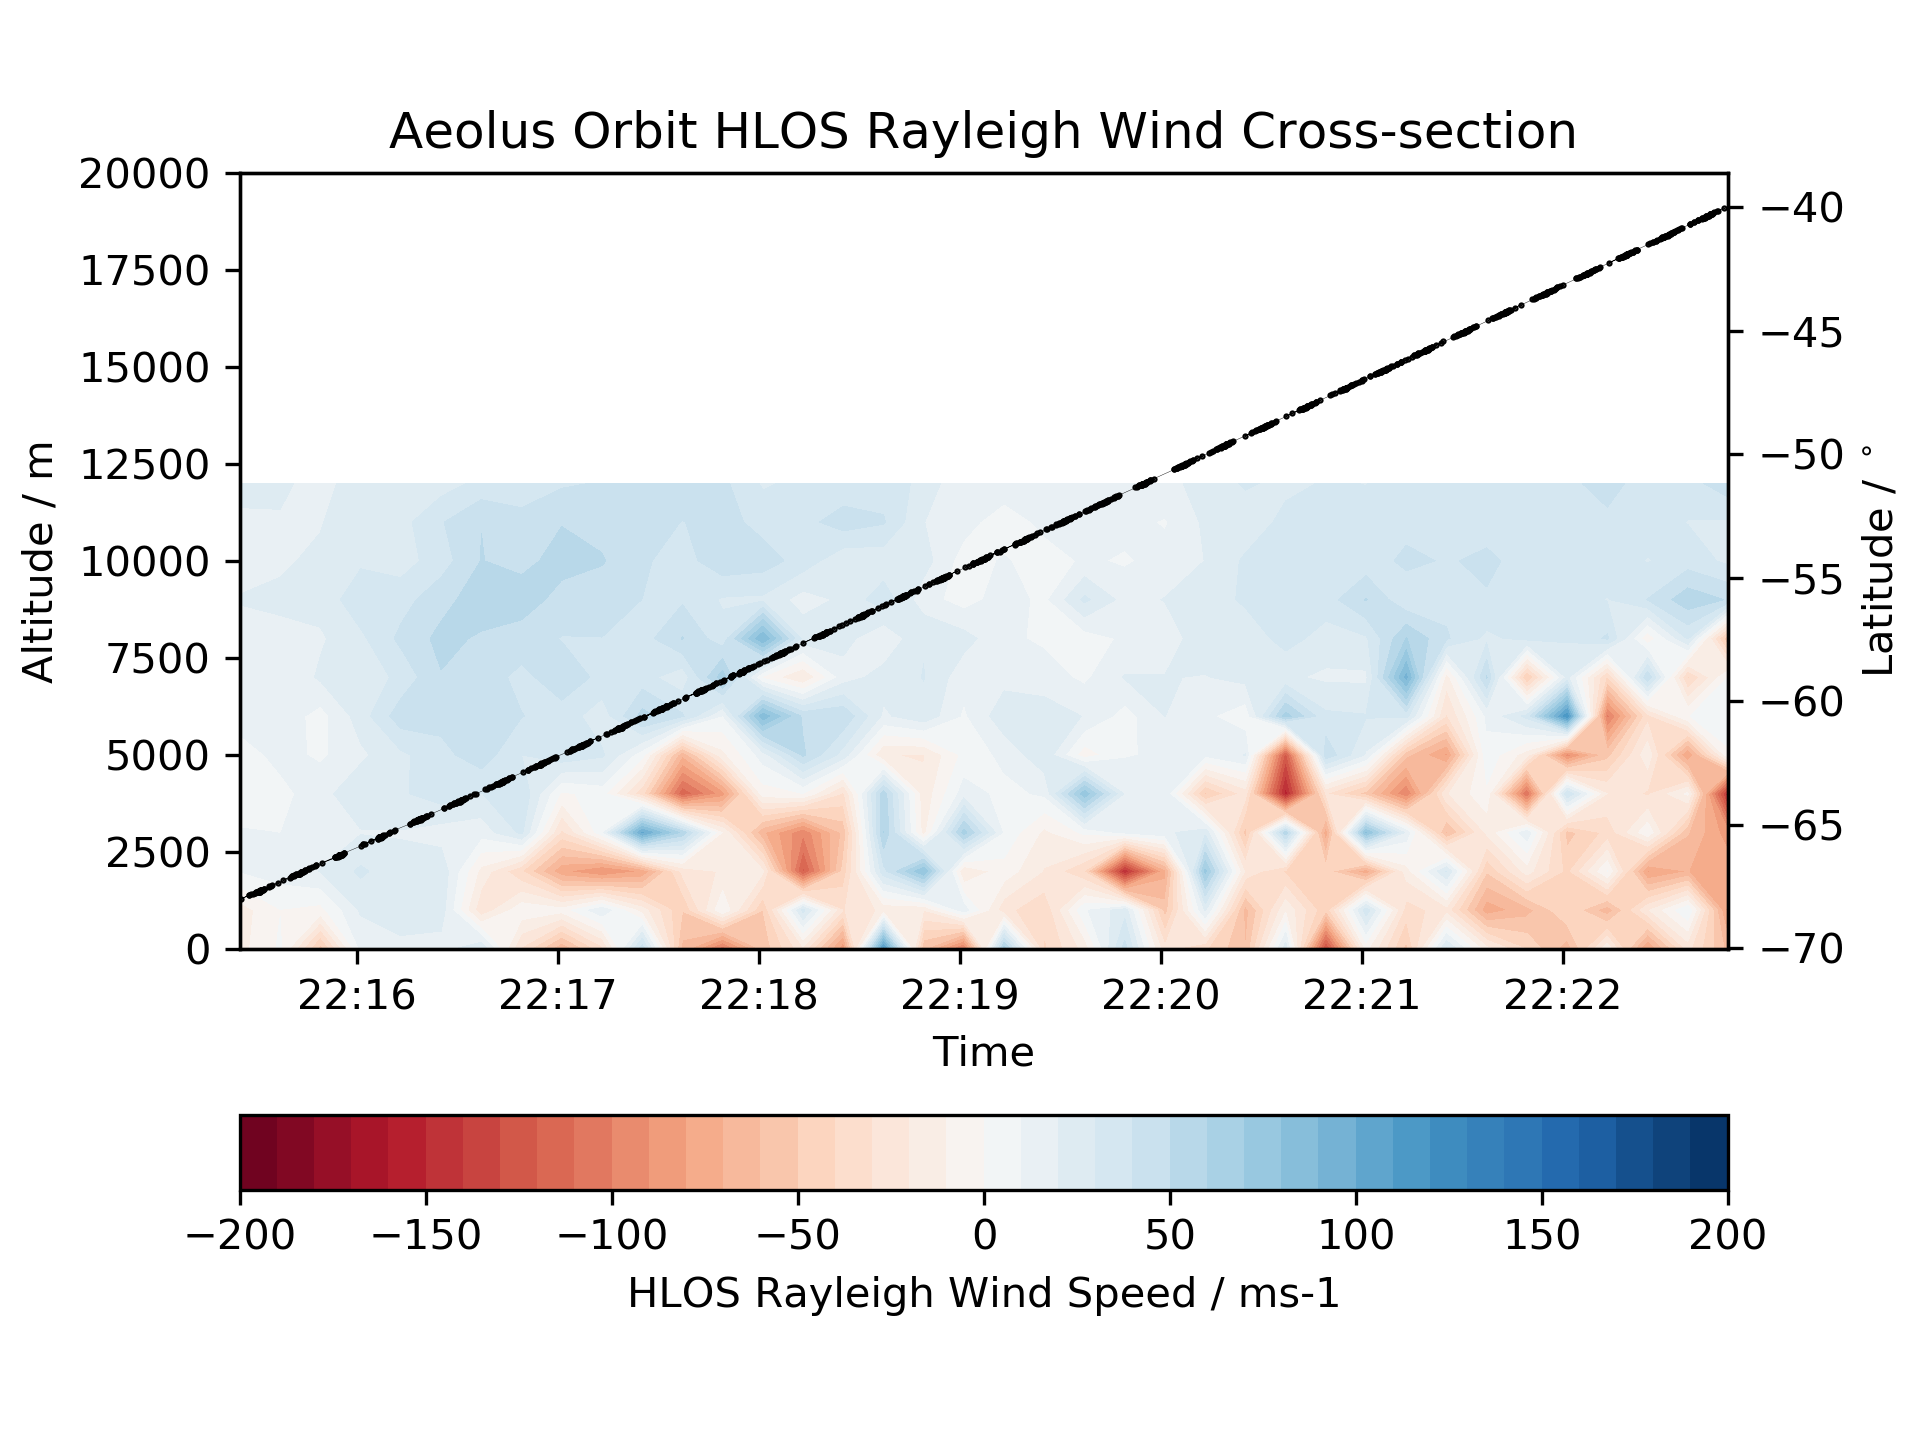 Aeolus Orbit HLOS Rayleigh Wind Cross-section
20000
17500
15000
12500
10000
7500
5000
2500
0
Altitude / m
−40
−45
−50
−55
−60
−65
−70
Latitude / °
22:16 22:17 22:18 22:19 22:20 22:21 22:22
Time
−200 −150 −100 −50 0 50 100 150 200
HLOS Rayleigh Wind Speed / ms-1